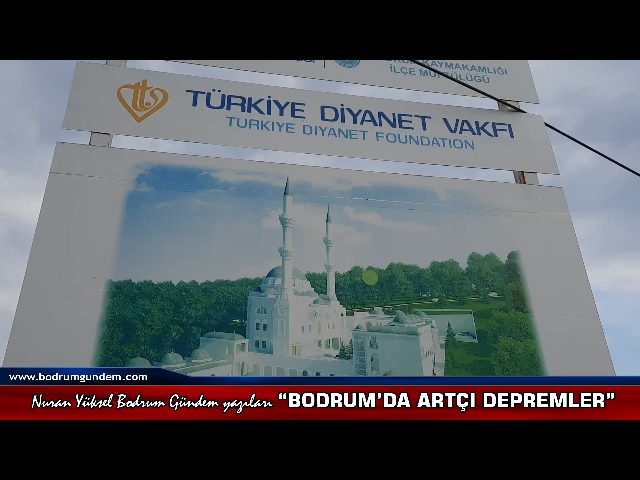 KAYMAKAMLIĞI
İLÇE MÜFTÜLÜĞÜ
TÜRKİYE DİYANET VAKFI
TURKIYE DIYANET FOUNDATION
www.bodrumgundem.com
Nuran Yüksel Bodrum Gündem yazıları “BODRUM’DA ARTÇI DEPREMLER”